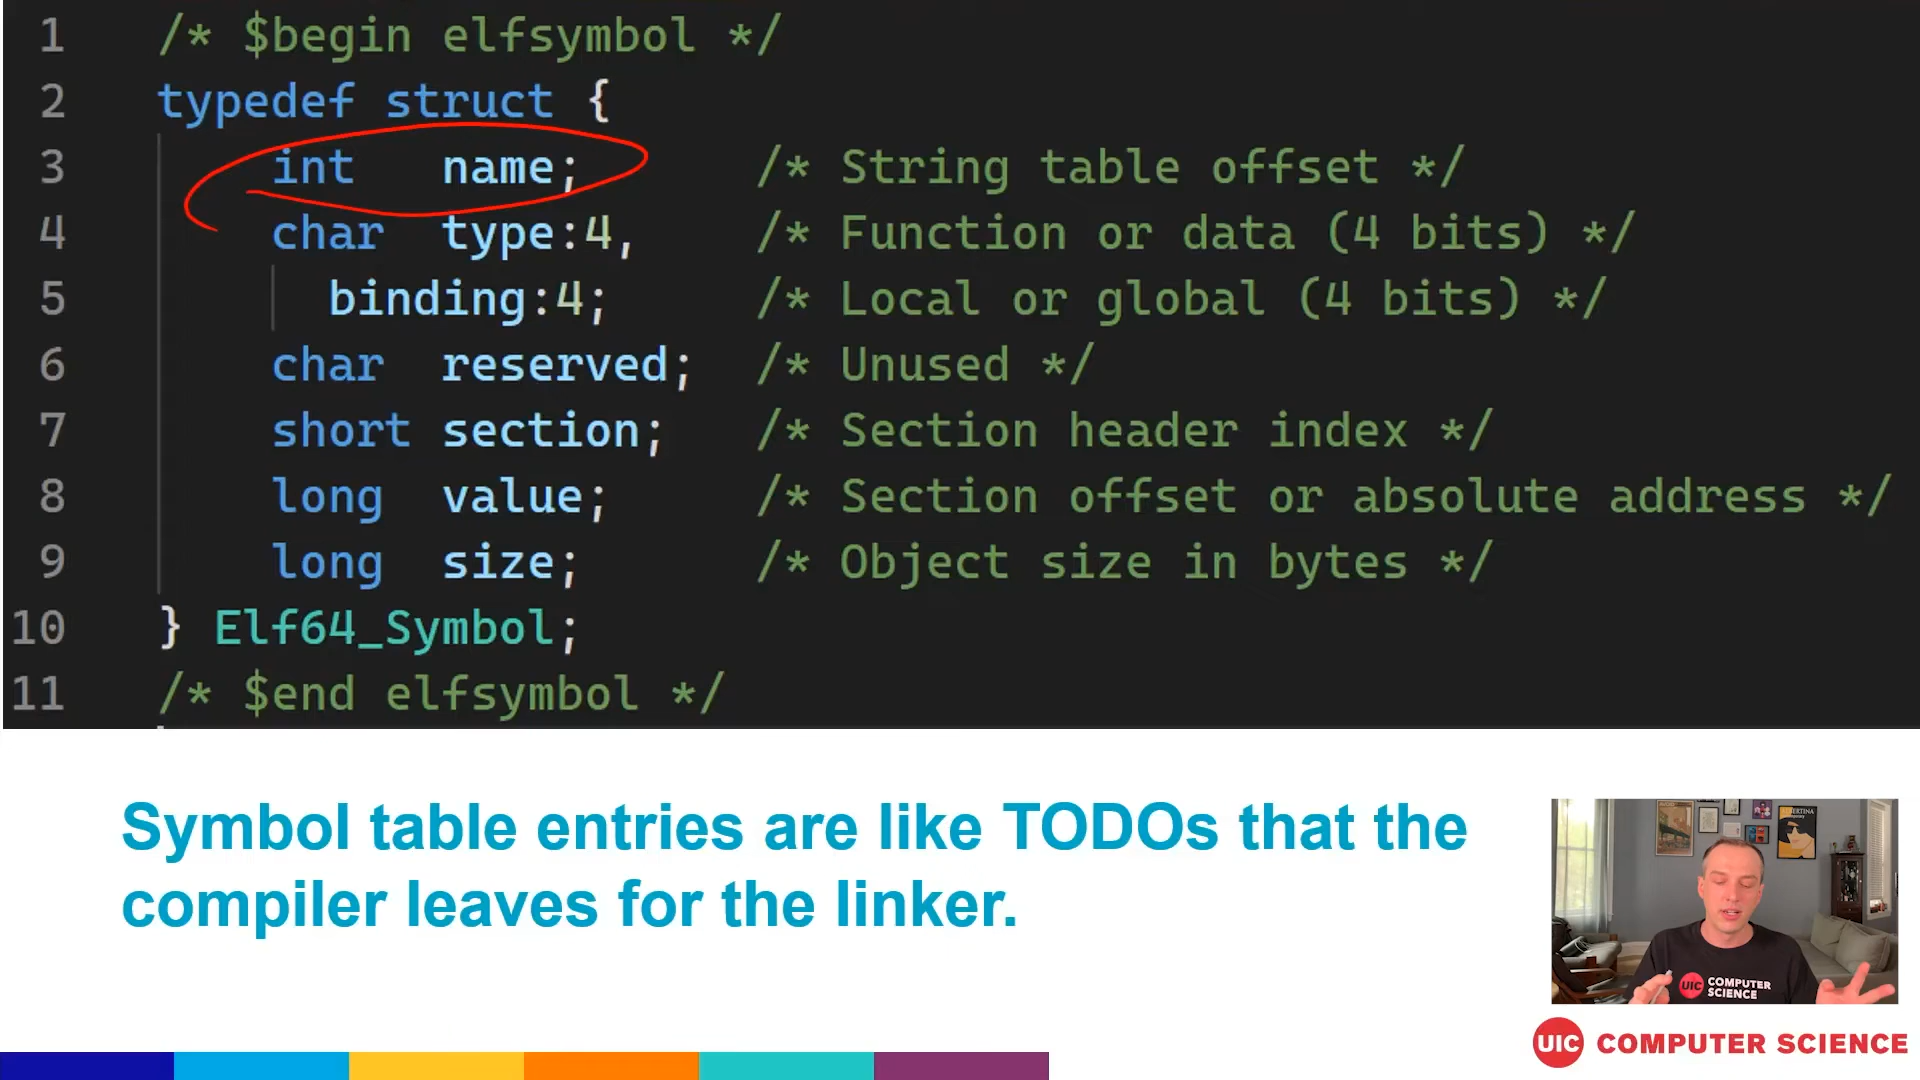 1 /* $begin elfsymbol */
2 typedef struct {
3 int name; /* String table offset */
4 char type:4, /* Function or data (4 bits) */
5 binding:4; /* Local or global (4 bits) */
6 char reserved; /* Unused */
7 short section; /* Section header index */
8 long value; /* Section offset or absolute address */
9 long size; /* Object size in bytes */
10 } Elf64_Symbol;
11 /* $end elfsymbol */
Symbol table entries are like TODOs that the
compiler leaves for the linker.
UIC COMPUTER
SCIENCE
UIC COMPUTER SCIENCE